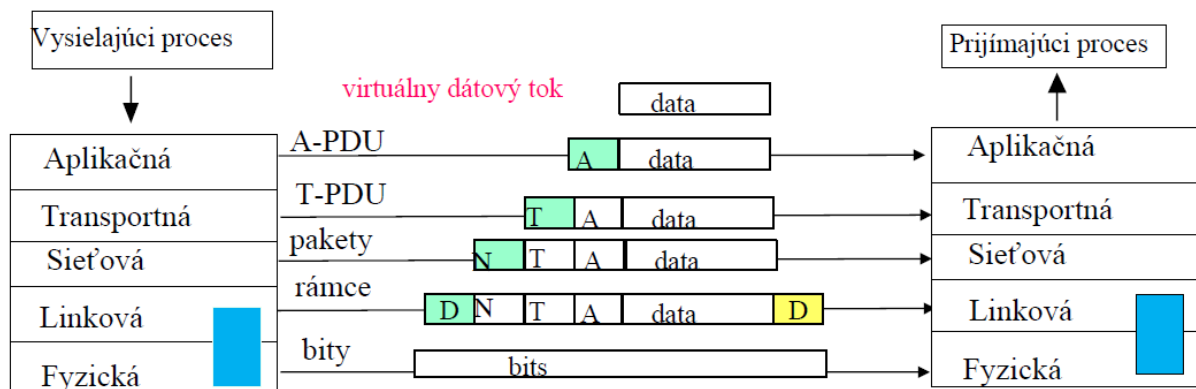 Vysielajúci proces
Prijímajúci proces
virtuálny dátový tok
data
Aplikačná
A-PDU
A data
Aplikačná
Transportná
T-PDU
T A data
Transportná
Sieťová
pakety
N T A data
Sieťová
Linková
rámce
D N T A data D
Linková
Fyzická
bity
bits
Fyzická